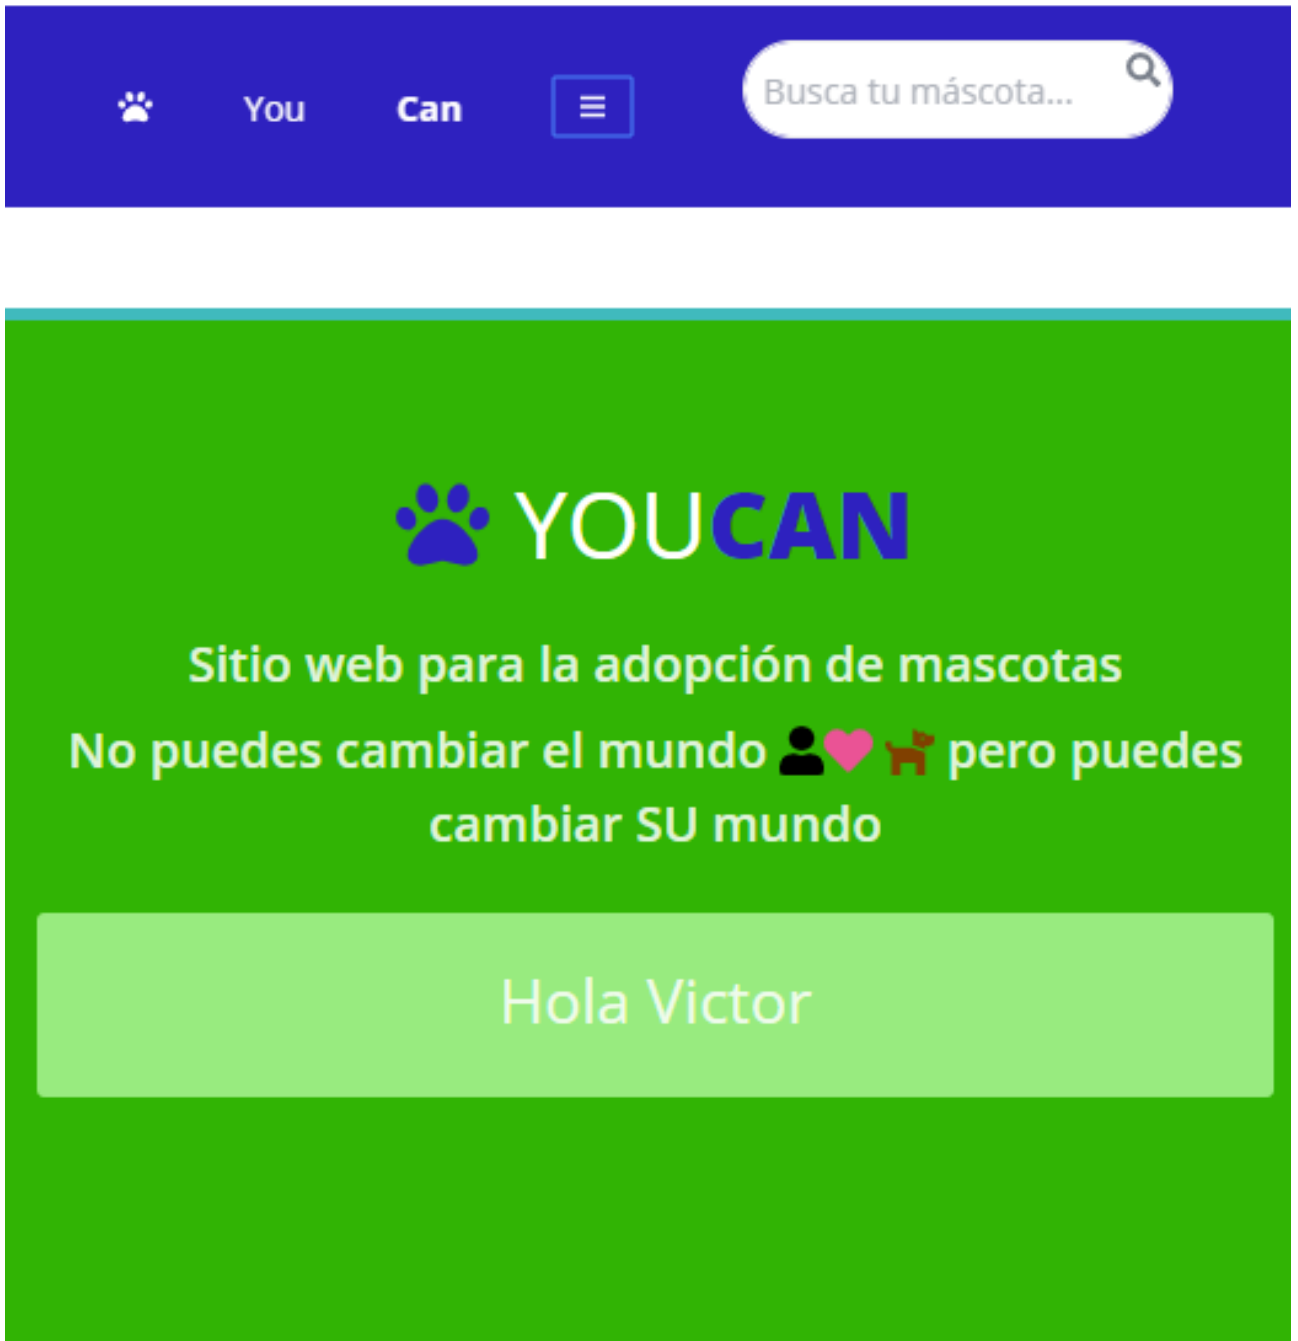 You Can Busca tu máscota...
YOUCAN
Sitio web para la adopción de mascotas
No puedes cambiar el mundo pero puedes
cambiar SU mundo
Hola Victor